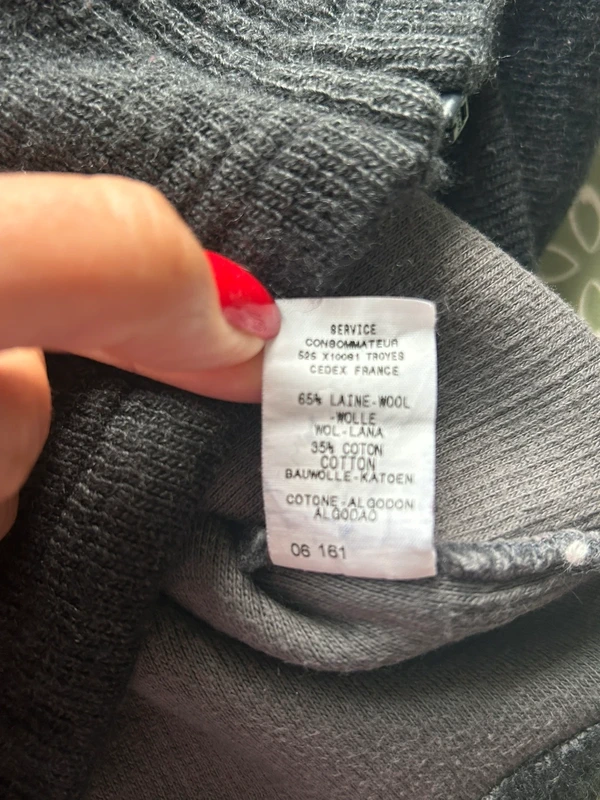 SERVICE
CONSOMMATEUR
525 X10081 TROYES
CEDEX FRANCE
65% LAINE-WOOL
-WOLLE
WOL-LANA
35% COTON
COTTON
BAUWOLLE-KATOEN
COTONE-ALGODON
ALGODAO
06 161